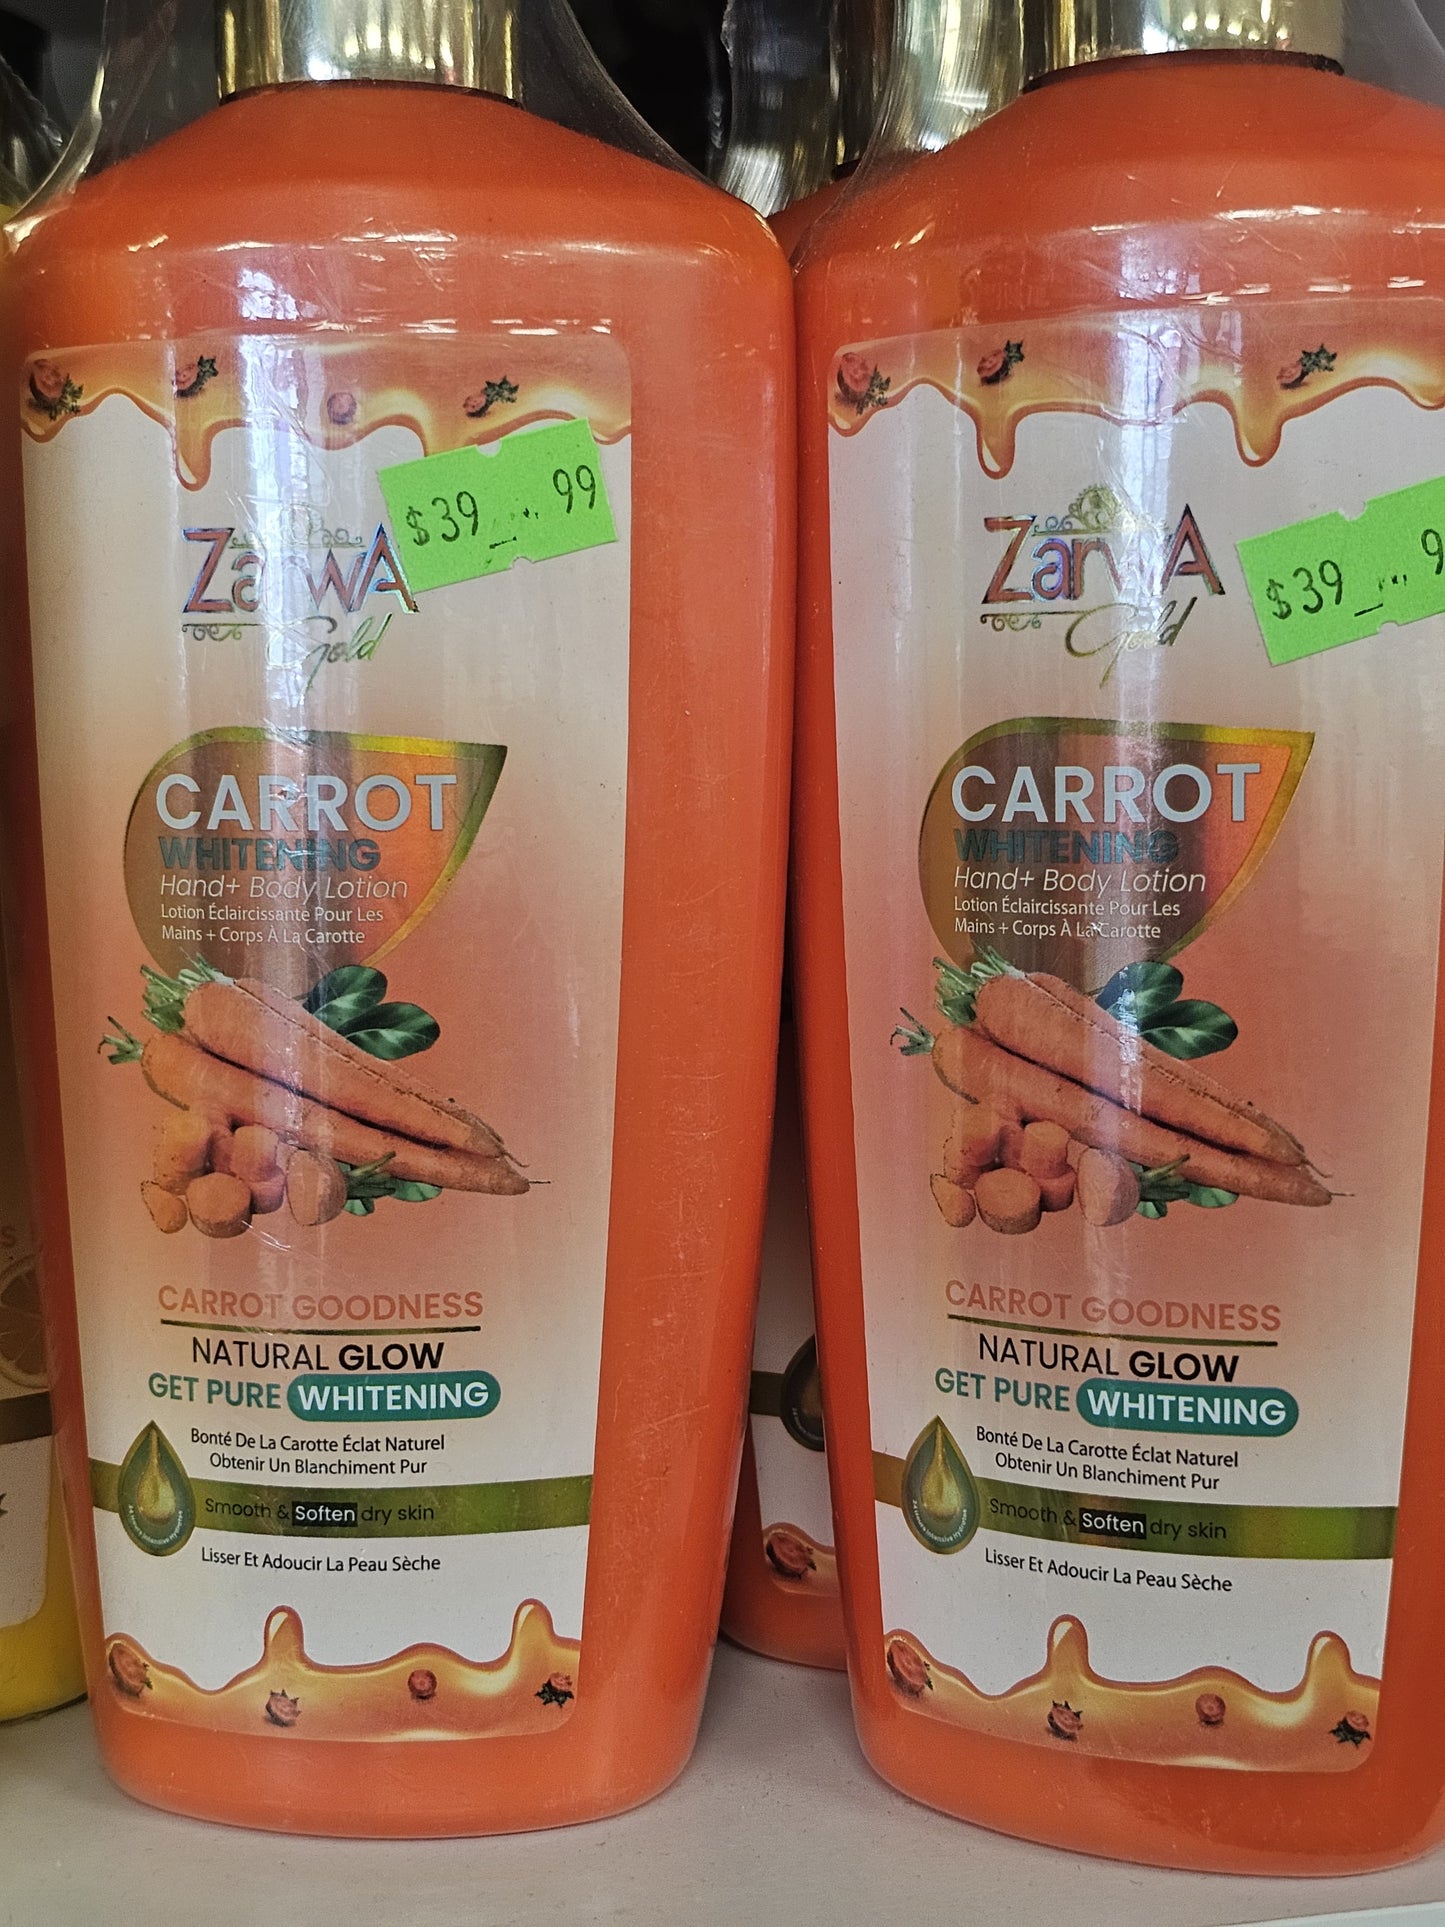 $39 99
ZarwA
Gold
CARROT
WHITENING
Hand+ Body Lotion
Lotion Éclaircissante Pour Les
Mains + Corps À La Carotte
CARROT GOODNESS
NATURAL GLOW
GET PURE WHITENING
Bonté De La Carotte Éclat Naturel
Obtenir Un Blanchiment Pur
Smooth & Soften dry skin
Lisser Et Adoucir La Peau Sèche
$39 9
ZarwA
Gold
CARROT
WHITENING
Hand+ Body Lotion
Lotion Éclaircissante Pour Les
Mains + Corps À La Carotte
CARROT GOODNESS
NATURAL GLOW
GET PURE WHITENING
Bonté De La Carotte Éclat Naturel
Obtenir Un Blanchiment Pur
Smooth & Soften dry skin
Lisser Et Adoucir La Peau Sèche